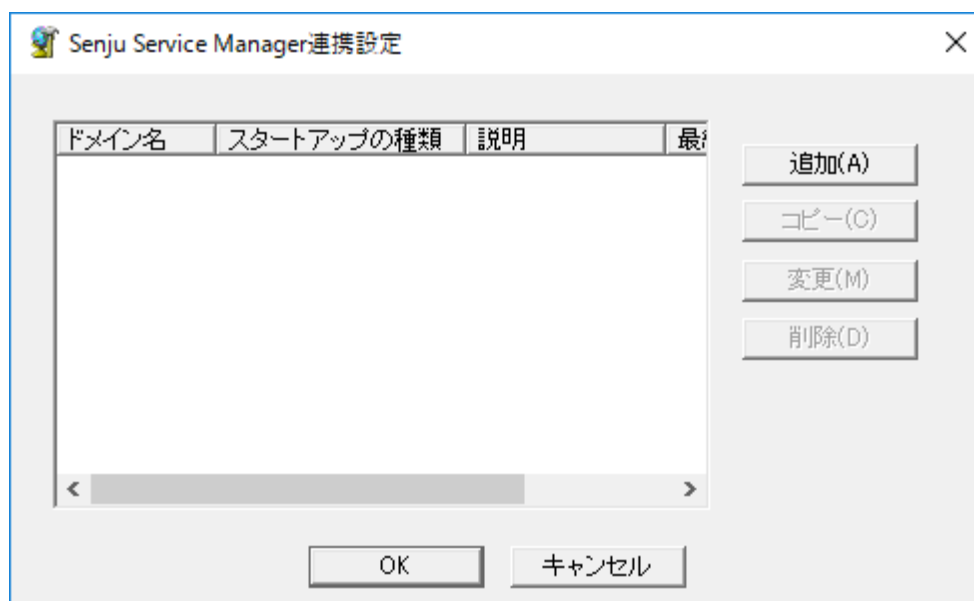 Senju Service Manager連携設定
ドメイン名 スタートアップの種類 説明
追加(A)
コピー(C)
変更(M)
削除(D)
OK キャンセル